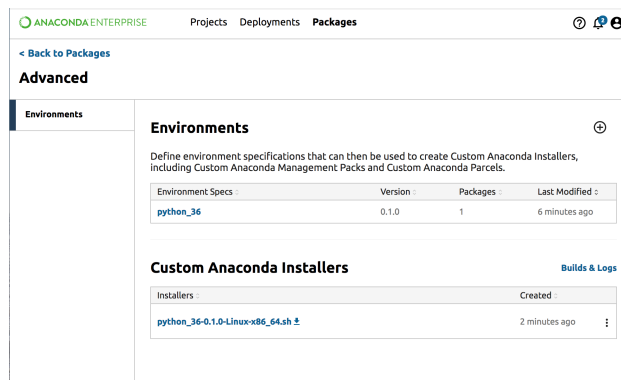 ANACONDA ENTERPRISE Projects Deployments Packages 2
< Back to Packages
Advanced
Environments
Environments
Define environment specifications that can then be used to create Custom Anaconda Installers,
including Custom Anaconda Management Packs and Custom Anaconda Parcels.
Environment Specs Version Packages Last Modified
python_36 0.1.0 1 6 minutes ago
Custom Anaconda Installers Builds & Logs
Installers Created
python_36-0.1.0-Linux-x86_64.sh 2 minutes ago